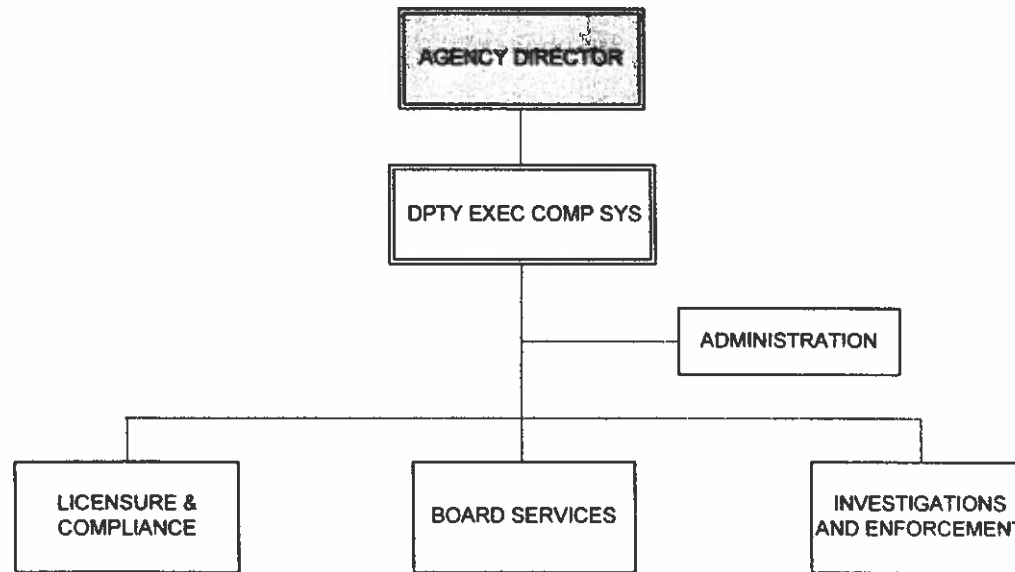 AGENCY DIRECTOR
DPTY EXEC COMP SYS
ADMINISTRATION
LICENSURE &
COMPLIANCE
BOARD SERVICES
INVESTIGATIONS
AND ENFORCEMENT